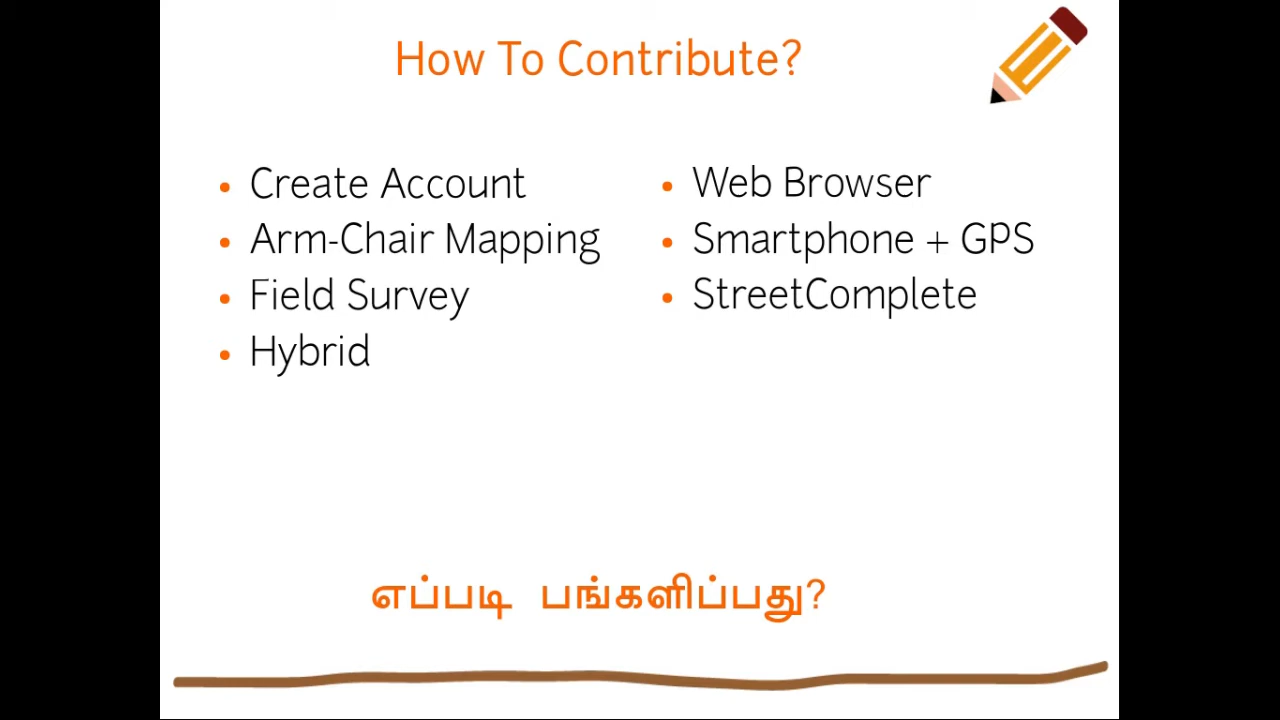 How To Contribute?
• Create Account
• Arm-Chair Mapping
• Field Survey
• Hybrid
• Web Browser
• Smartphone + GPS
• StreetComplete
எப்படி பங்களிப்பது?